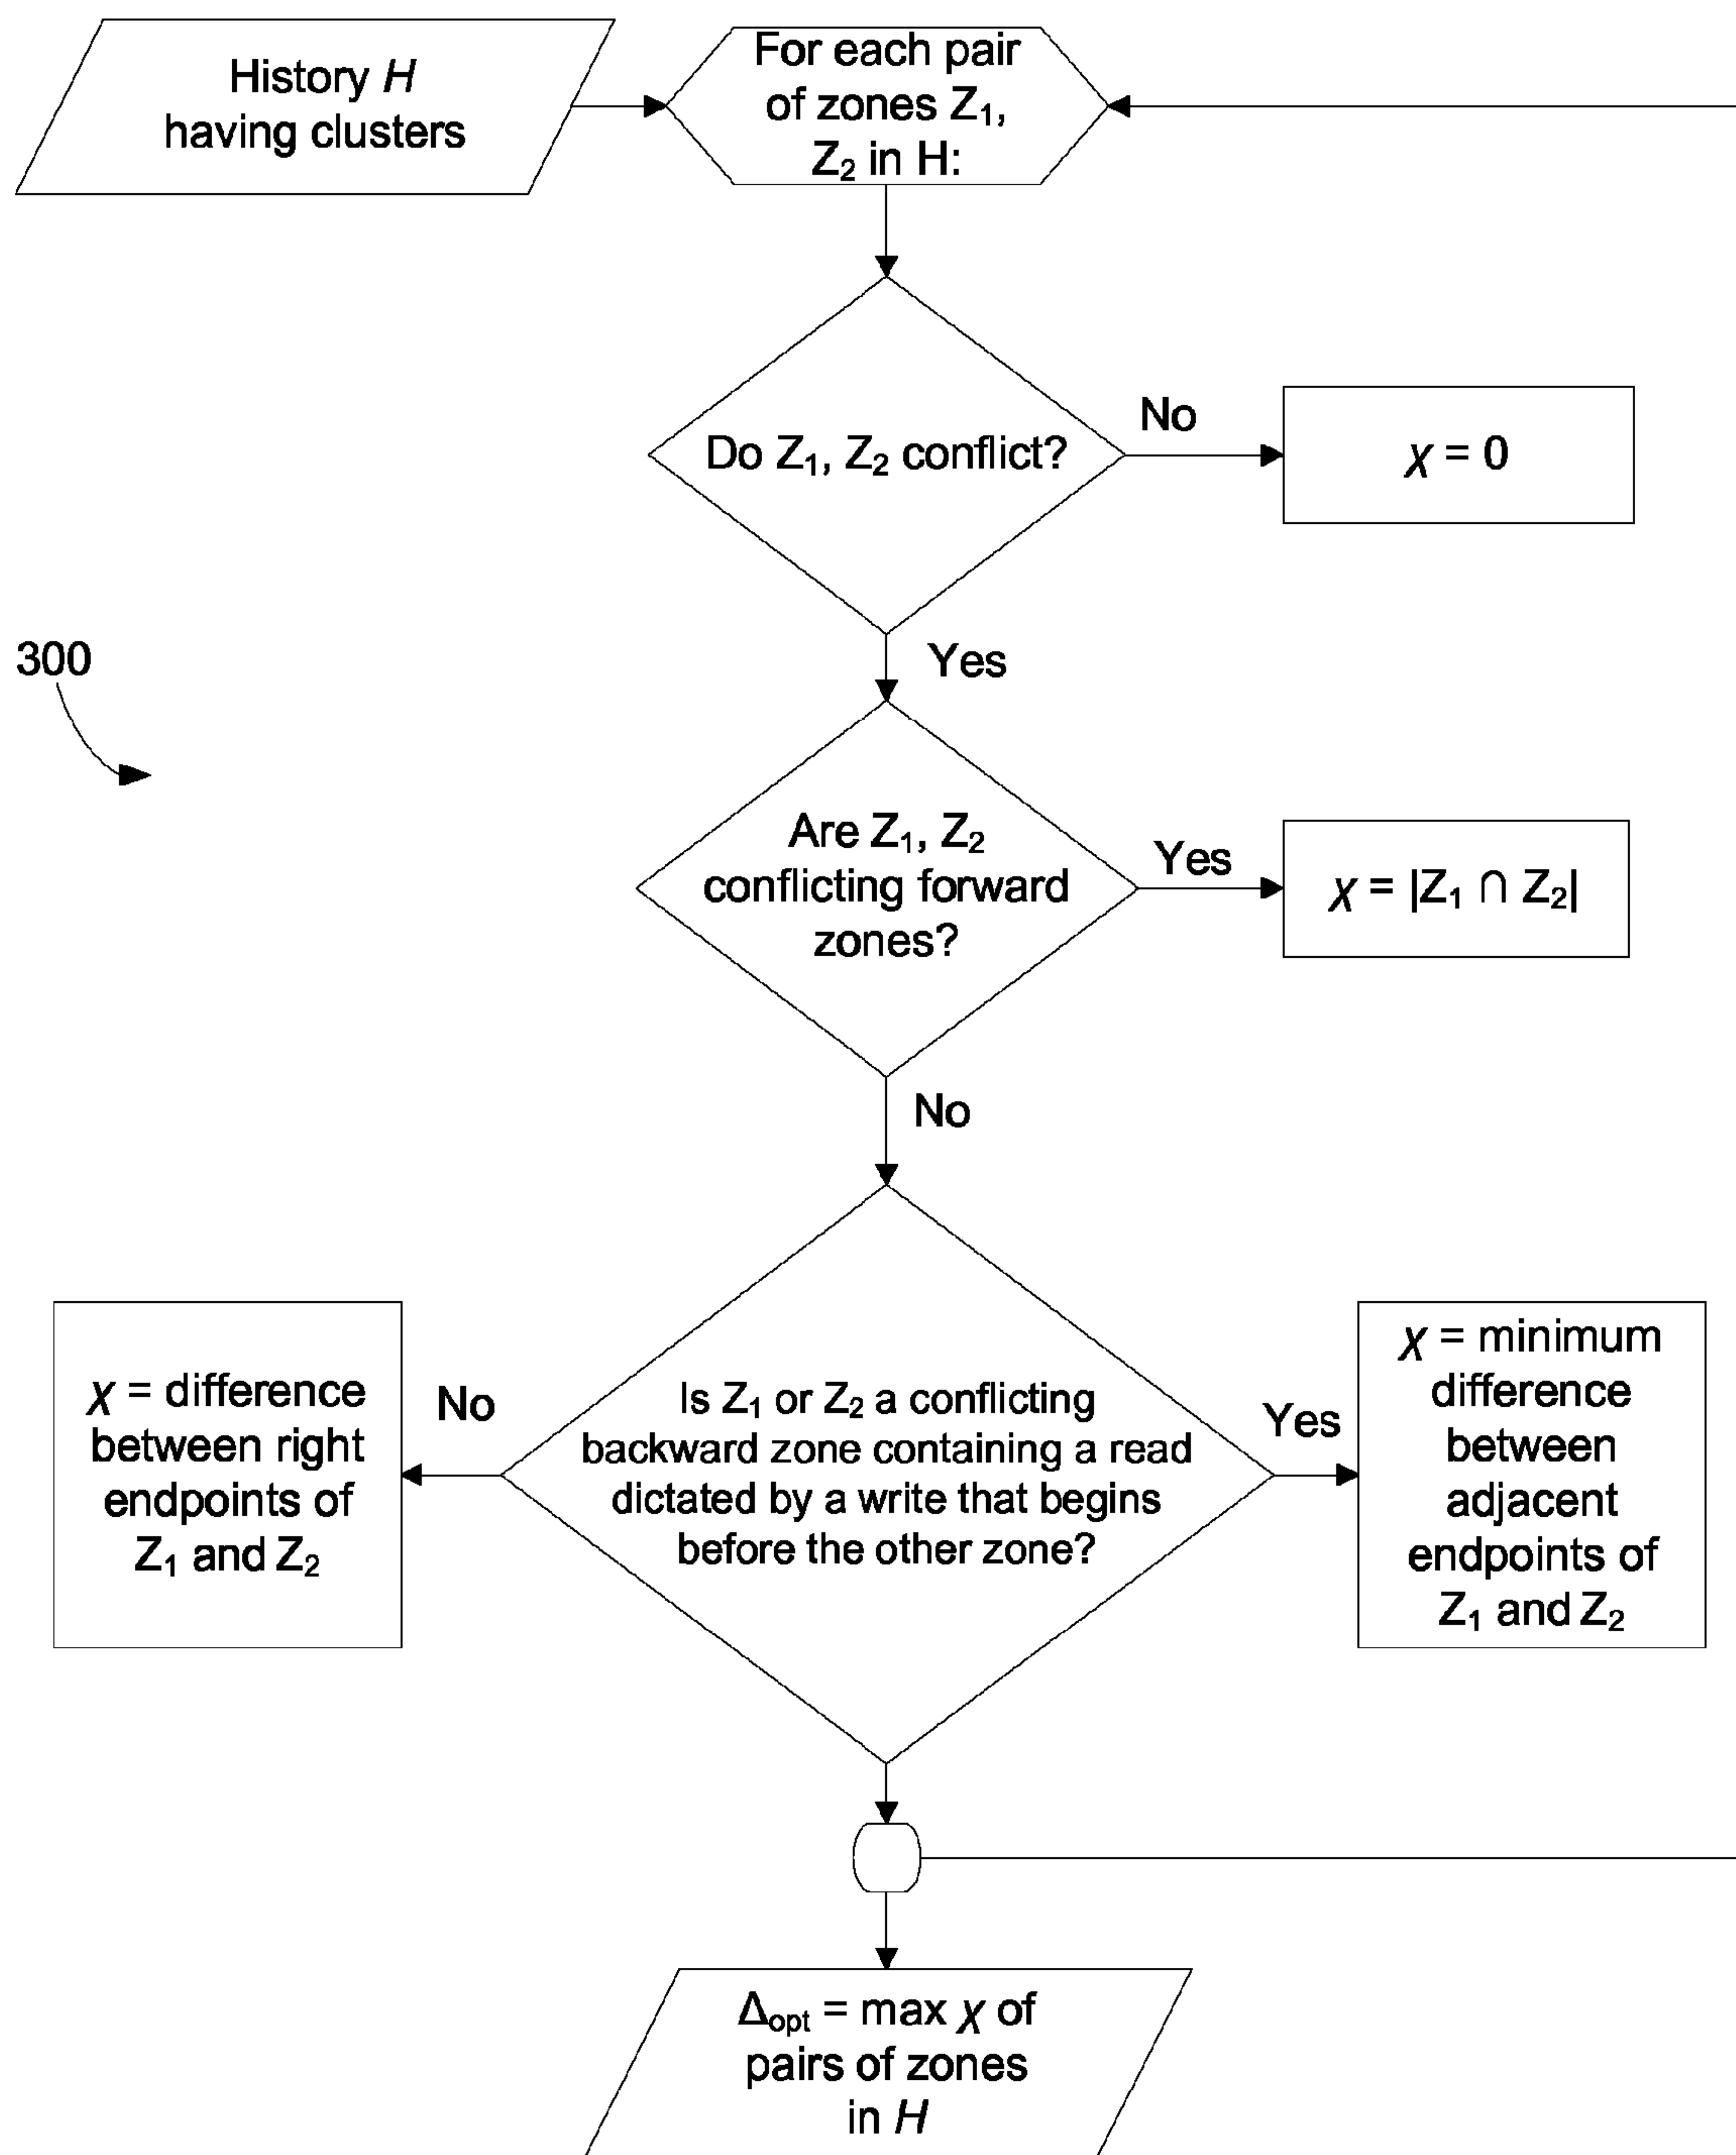 History H
having clusters
For each pair
of zones Z₁,
Z₂ in H:
Do Z₁, Z₂ conflict?
No
χ = 0
300
Yes
Are Z₁, Z₂
conflicting forward
zones?
Yes
χ = |Z₁ ∩ Z₂|
No
χ = difference
between right
endpoints of
Z₁ and Z₂
No
Is Z₁ or Z₂ a conflicting
backward zone containing a read
dictated by a write that begins
before the other zone?
Yes
χ = minimum
difference
between
adjacent
endpoints of
Z₁ and Z₂
Δopt = max χ of
pairs of zones
in H